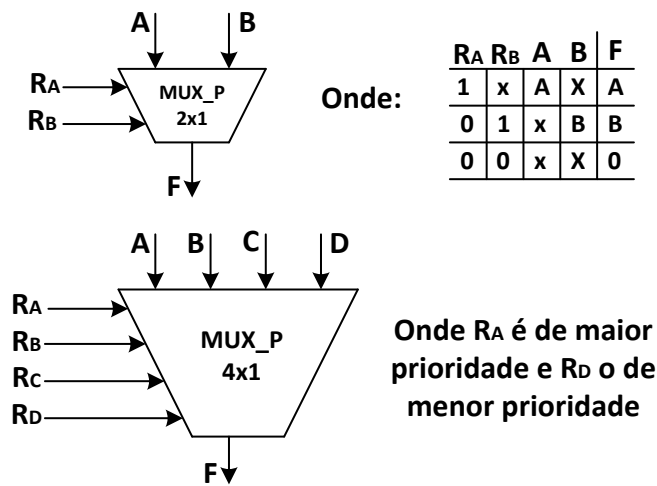 A B
RA
RB
MUX_P
2x1
F
Onde:
RA RB A B F
1 x A X A
0 1 x B B
0 0 x X 0
A B C D
RA
RB
RC
RD
MUX_P
4x1
F
Onde RA é de maior
prioridade e RD o de
menor prioridade